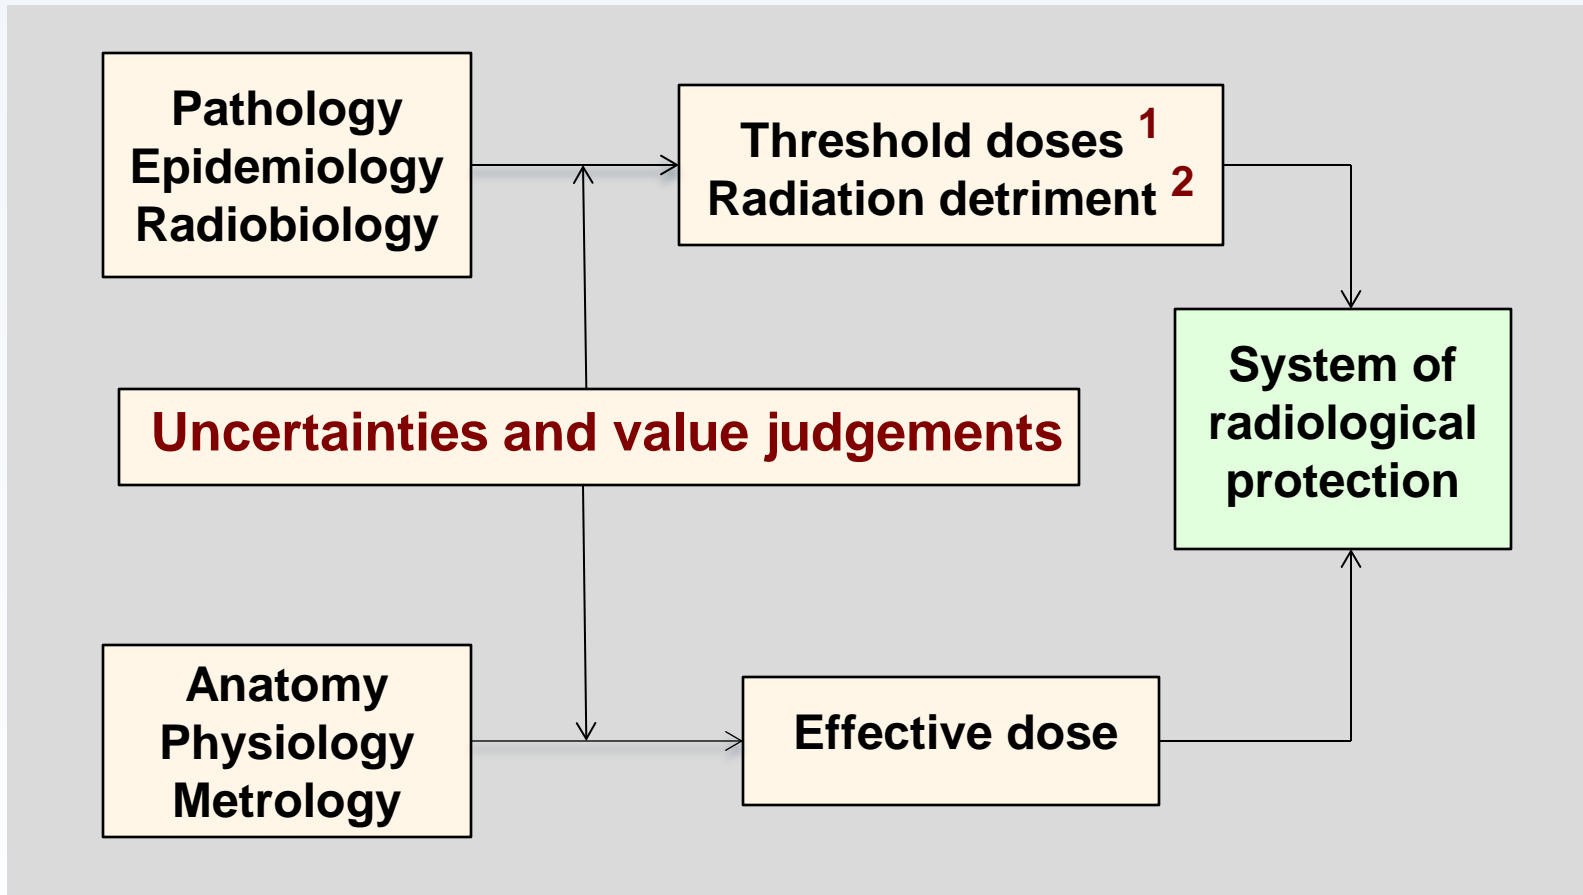 Pathology
Epidemiology
Radiobiology
Threshold doses 1
Radiation detriment 2
Uncertainties and value judgements
System of
radiological
protection
Anatomy
Physiology
Metrology
Effective dose